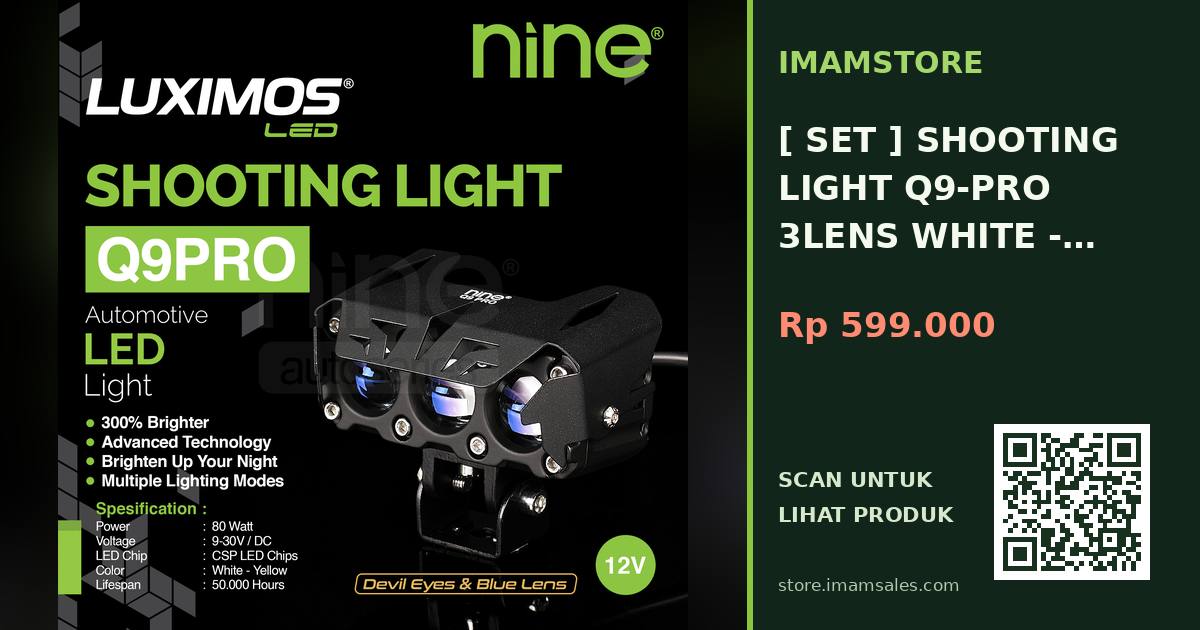 nine®
LUXIMOS®
LED
SHOOTING LIGHT
Q9PRO
Automotive
LED
Light
nine®
Q9 PRO
nine®
300% Brighter
Advanced Technology
Brighten Up Your Night
Multiple Lighting Modes
Spesification :
Power : 80 Watt
Voltage : 9-30V / DC
LED Chip : CSP LED Chips
Color : White - Yellow
Lifespan : 50.000 Hours
Devil Eyes & Blue Lens
12V
IMAMSTORE
[ SET ] SHOOTING
LIGHT Q9-PRO
3LENS WHITE -...
Rp 599.000
SCAN UNTUK
LIHAT PRODUK
store.imamsales.com